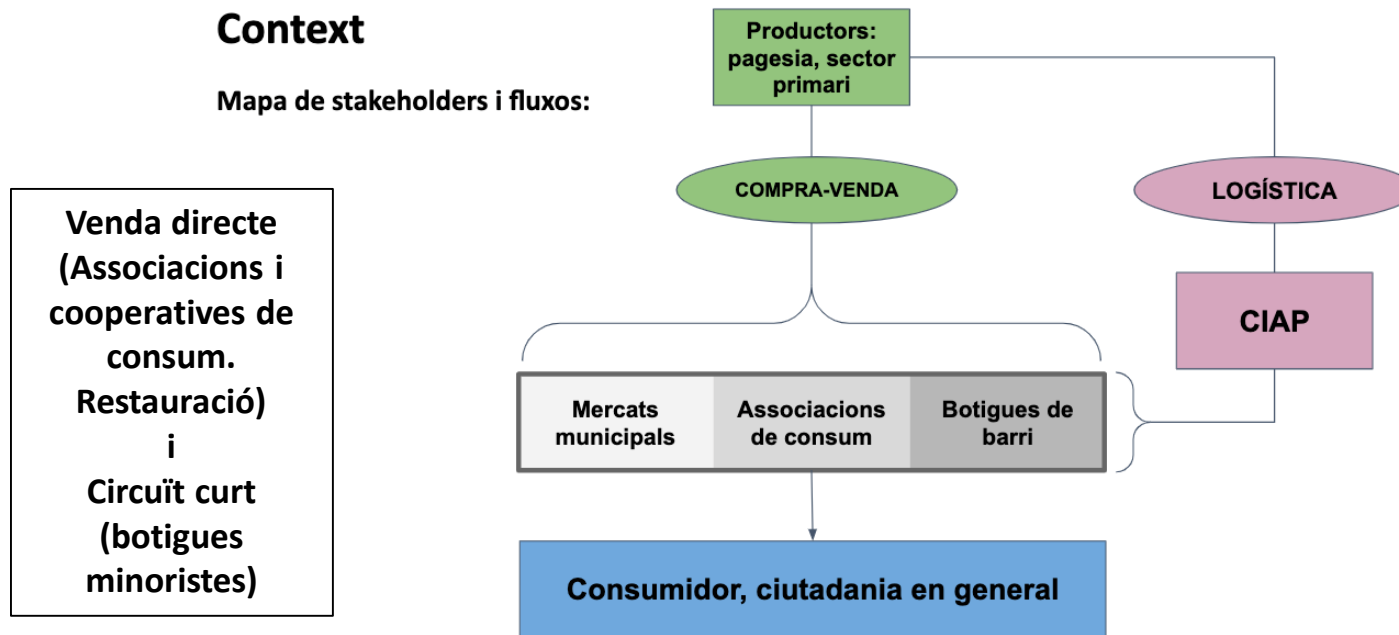 Context
Mapa de stakeholders i fluxos:
Productors:
pagesia, sector
primari
COMPRA-VENDA
LOGÍSTICA
Venda directe
(Associacions i
cooperatives de
consum.
Restauració)
i
Circuït curt
(botigues
minoristes)
CIAP
Mercats
municipals
Associacions
de consum
Botigues de
barri
Consumidor, ciutadania en general